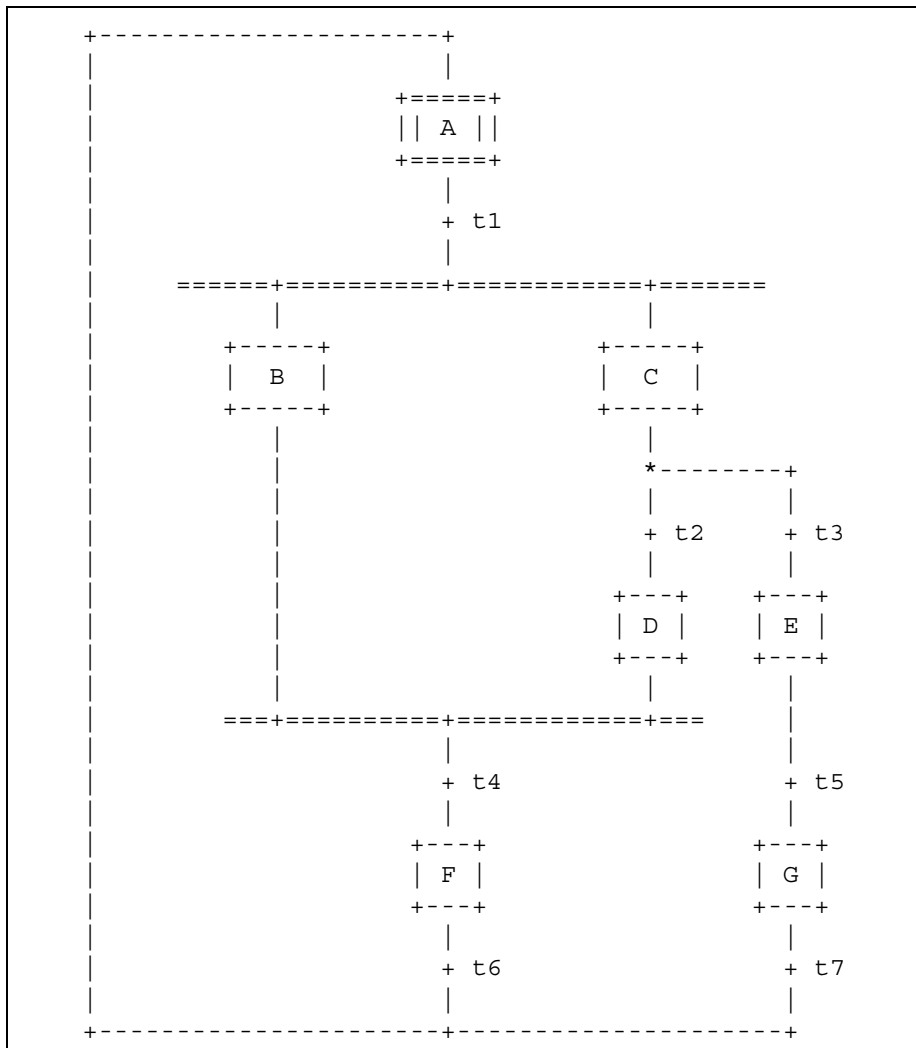 +-----------------------+
|                       |
|                    +=====+
|                    || A ||
|                    +=====+
|                       |
|                       + t1
|                       |
|     ======+==========+============+=======
|           |                       |
|        +-----+                 +-----+
|        |  B  |                 |  C  |
|        +-----+                 +-----+
|           |                       |
|           |                       *--------+
|           |                       |        |
|           |                       + t2     + t3
|           |                       |        |
|           |                     +---+    +---+
|           |                     | D |    | E |
|           |                     +---+    +---+
|           |                       |        |
|        ===+==========+============+===     |
|                      |                     |
|                      + t4                  + t5
|                      |                     |
|                    +---+                 +---+
|                    | F |                 | G |
|                    +---+                 +---+
|                      |                     |
|                      + t6                  + t7
|                      |                     |
+----------------------+---------------------+